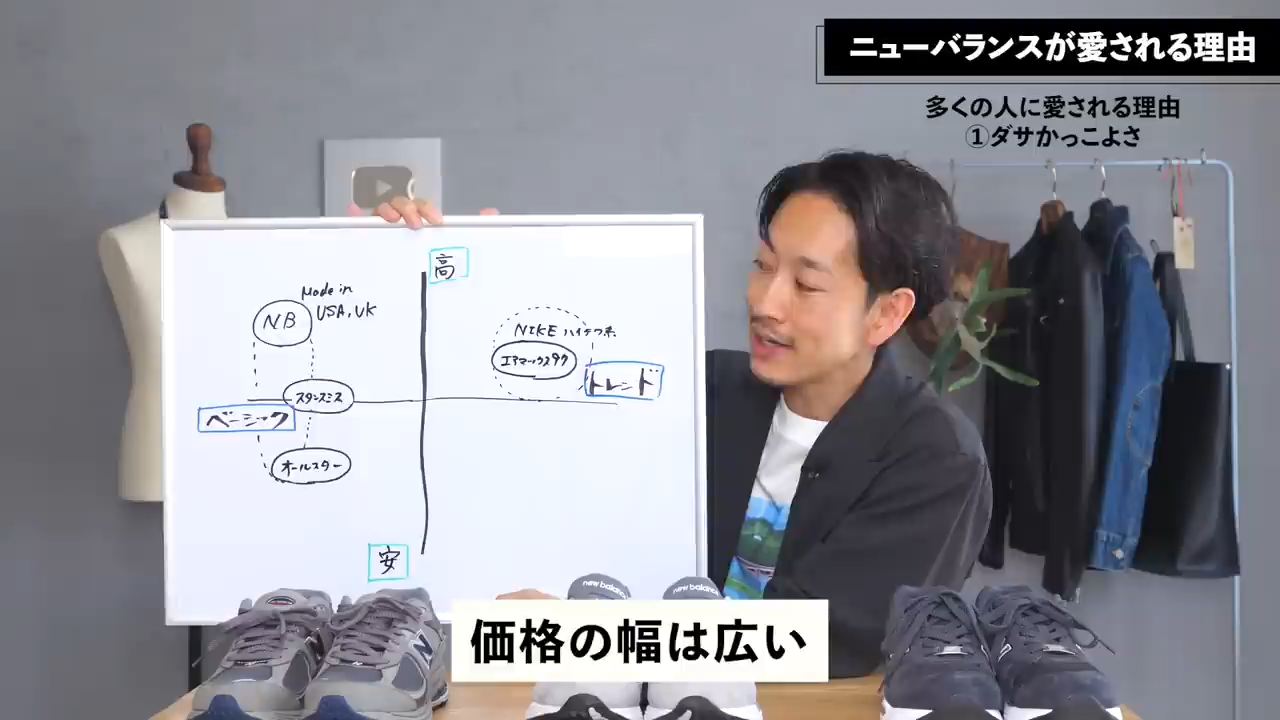 ニューバランスが愛される理由
多くの人に愛される理由
①ダサかっこよさ
高
Made in
USA, UK
NB
NIKE ハイテク系
エアマックス97
トレンド
スタンスミス
ベーシック
オールスター
安
new balance
new balance
N
価格の幅は広い